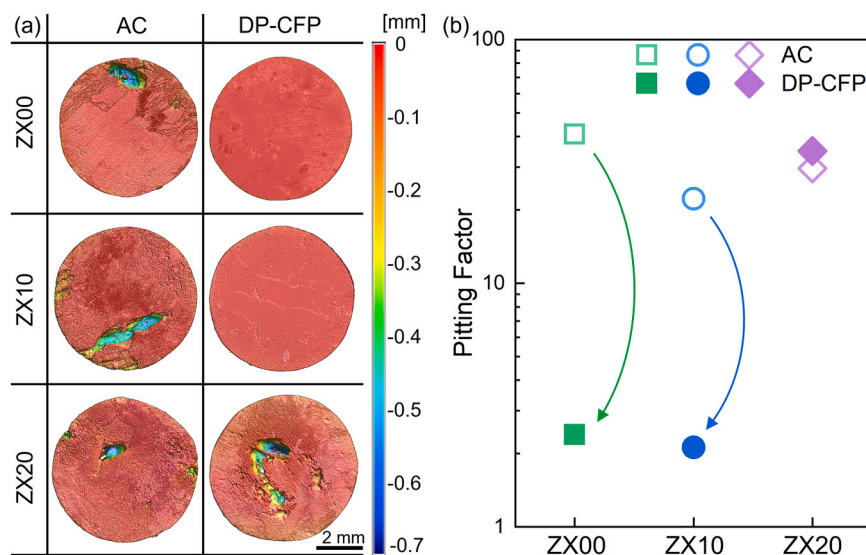 (a)
AC
DP-CFP
[mm]
ZX00
ZX10
ZX20
2 mm
0
-0.1
-0.2
-0.3
-0.4
-0.5
-0.6
-0.7
(b)
Pitting Factor
100
10
1
AC
DP-CFP
ZX00
ZX10
ZX20